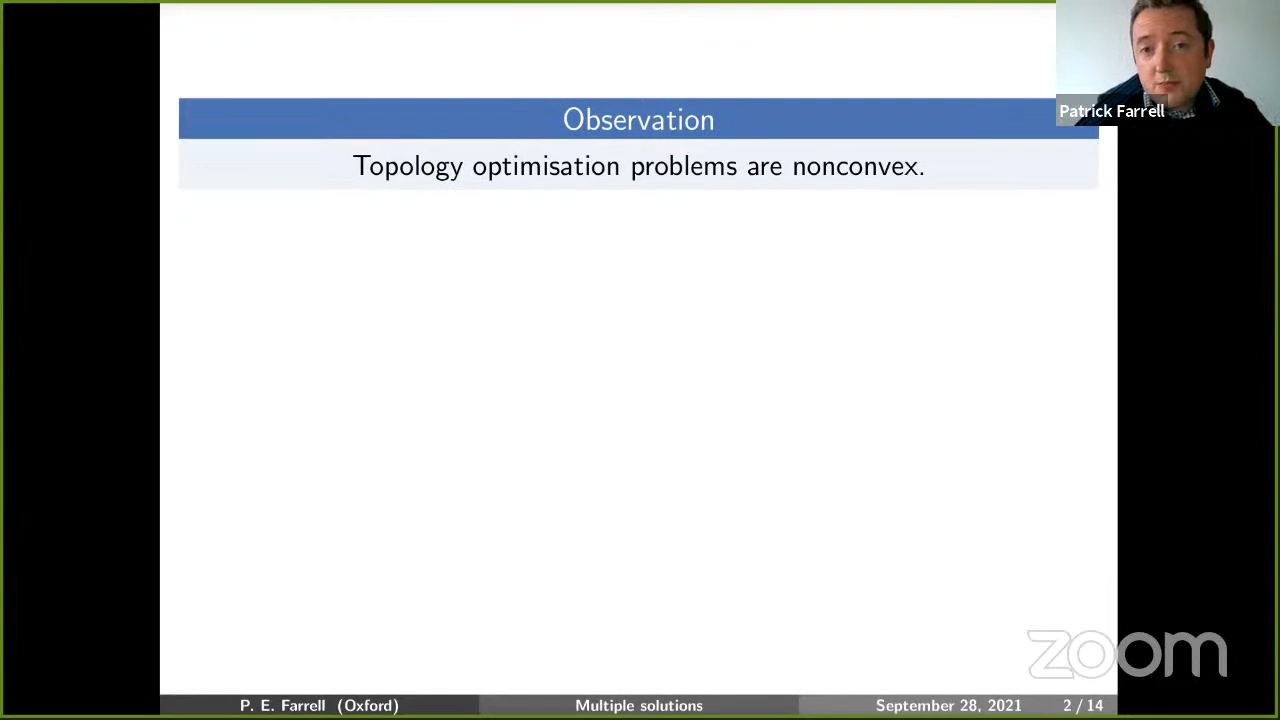 Observation
Topology optimisation problems are nonconvex.
Patrick Farrell
zoom
P. E. Farrell (Oxford) Multiple solutions September 28, 2021 2 / 14